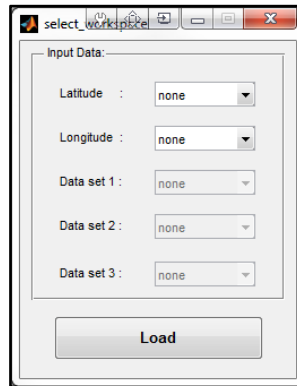 select_workspace
Input Data:
Latitude : none
Longitude : none
Data set 1 : none
Data set 2 : none
Data set 3 : none
Load